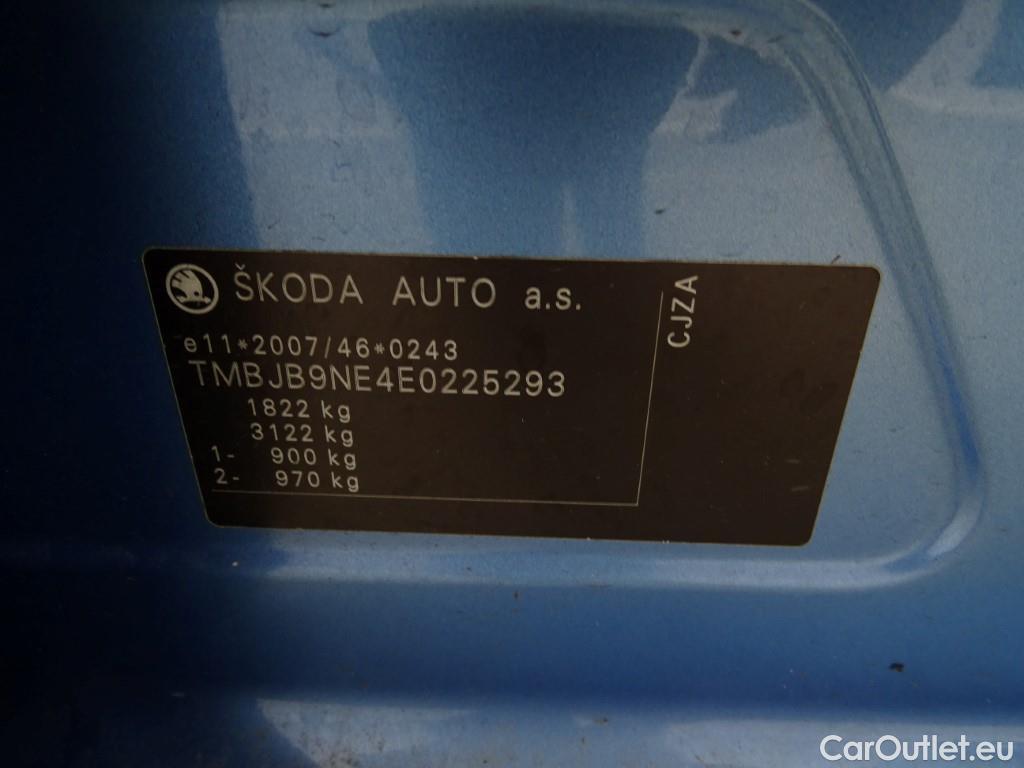 ŠKODA AUTO a.s.
CJZA
e11*2007/46*0243
TMBJB9NE4E0225293
1822 kg
3122 kg
1- 900 kg
2- 970 kg
CarOutlet.eu